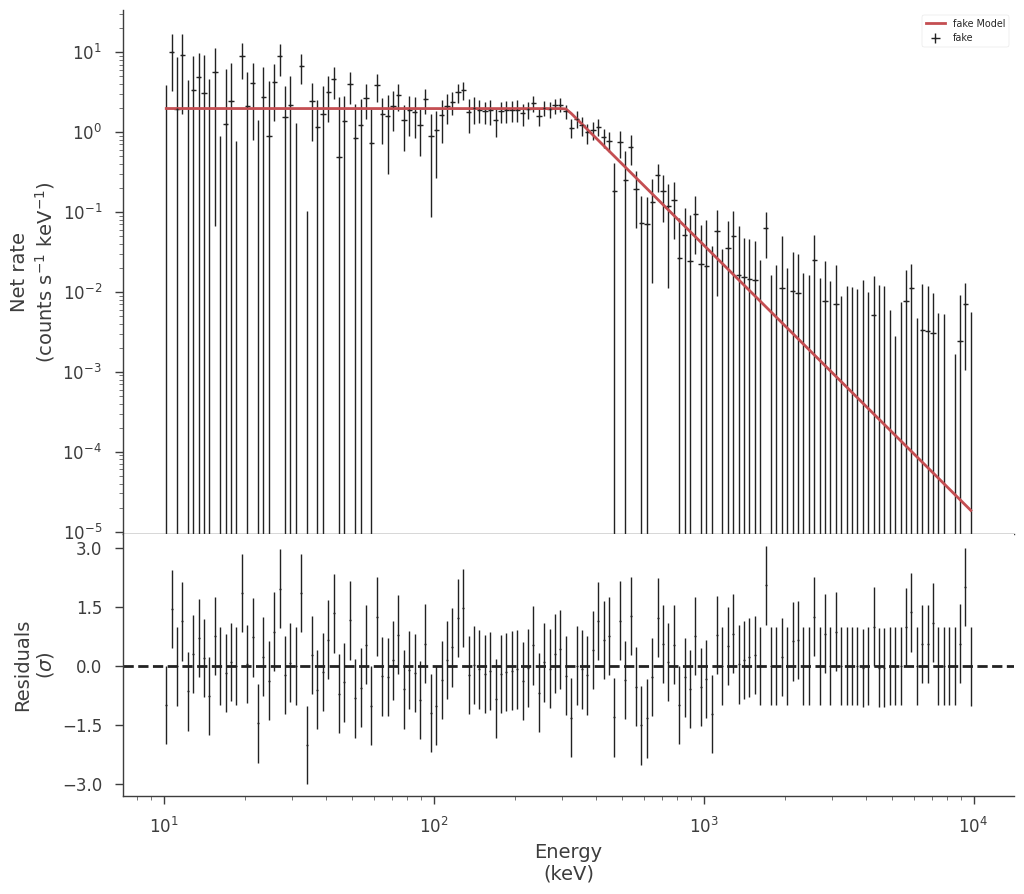 fake Model
fake
10¹
10⁰
10⁻¹
10⁻²
10⁻³
10⁻⁴
10⁻⁵
Net rate
(counts s⁻¹ keV⁻¹)
3.0
1.5
0.0
−1.5
−3.0
Residuals
(σ)
10¹ 10² 10³ 10⁴
Energy
(keV)